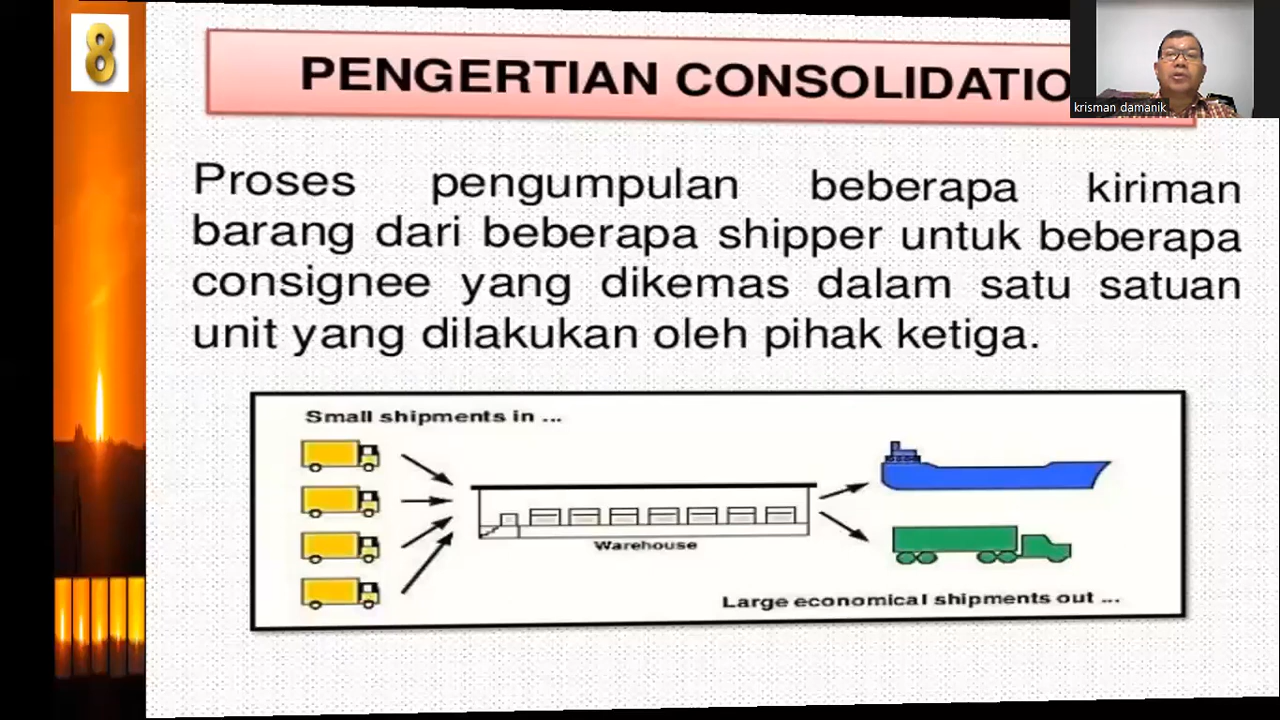 8
PENGERTIAN CONSOLIDATIO
krisman damanik
Proses pengumpulan beberapa kiriman
barang dari beberapa shipper untuk beberapa
consignee yang dikemas dalam satu satuan
unit yang dilakukan oleh pihak ketiga.
Small shipments in ...
Warehouse
Large economical shipments out ...